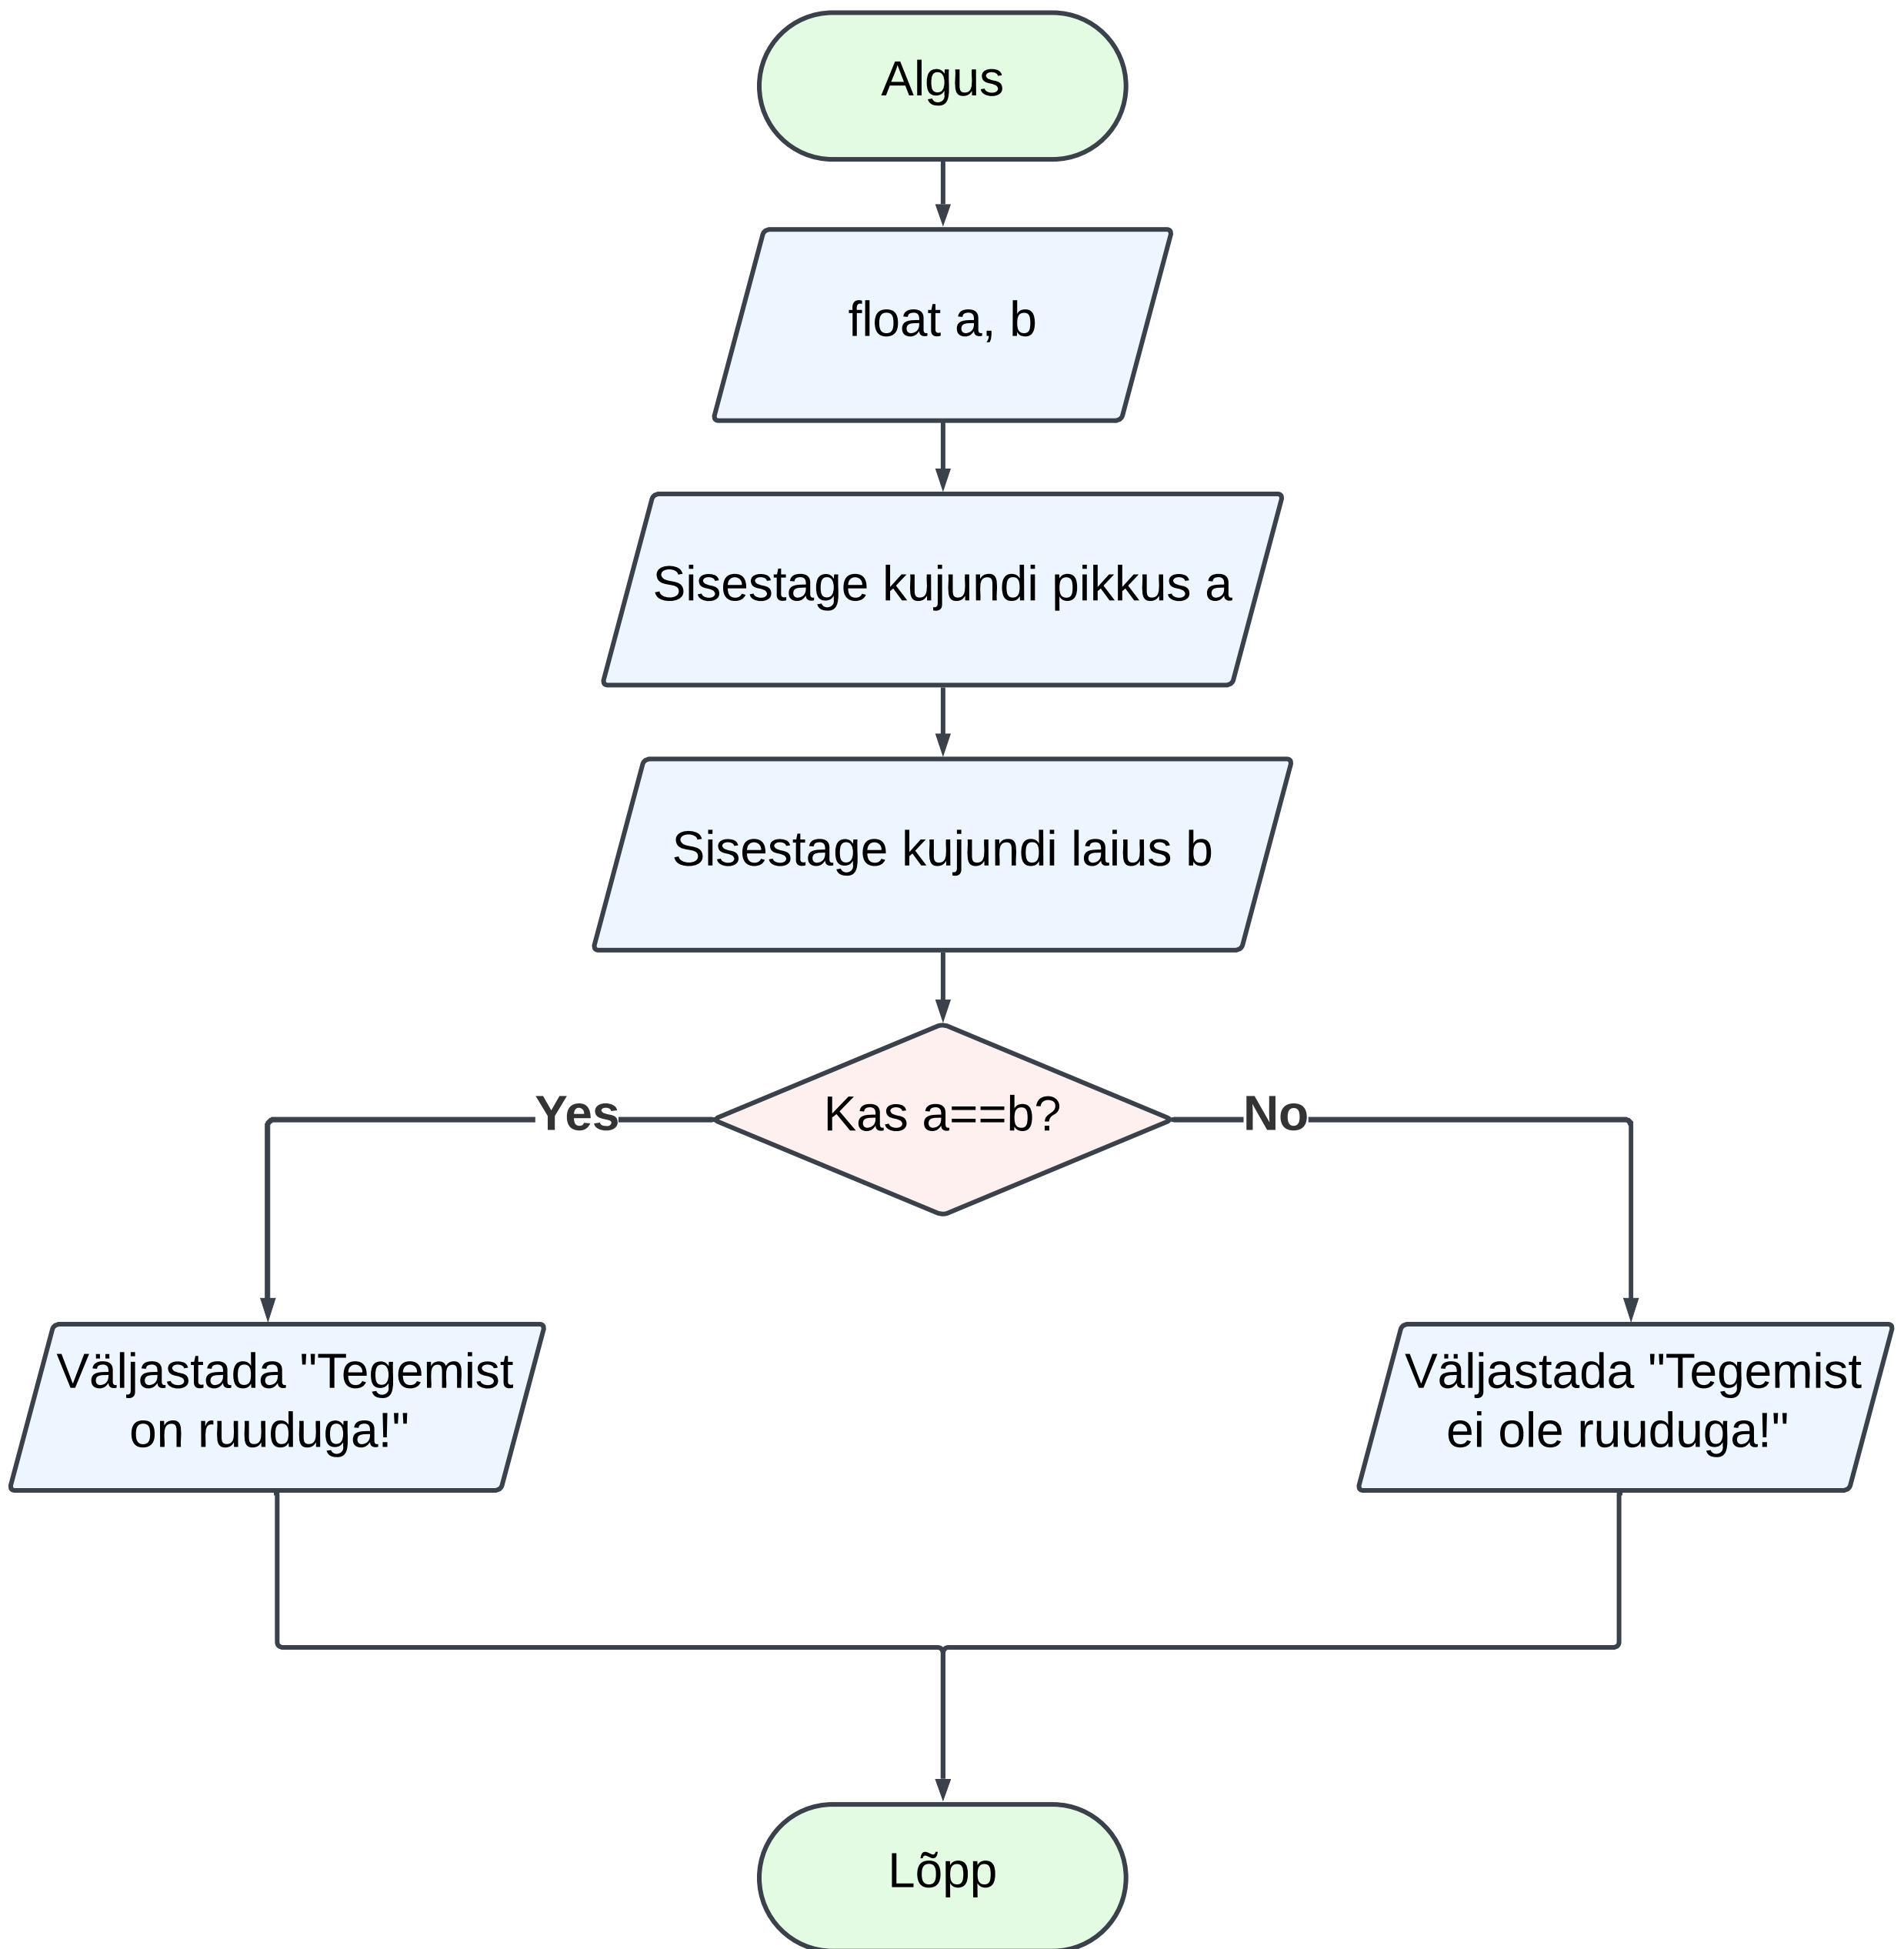 Algus
float a, b
Sisestage kujundi pikkus a
Sisestage kujundi laius b
Kas a==b?
Yes
No
Väljastada "Tegemist
on ruuduga!"
Väljastada "Tegemist
ei ole ruuduga!"
Lõpp